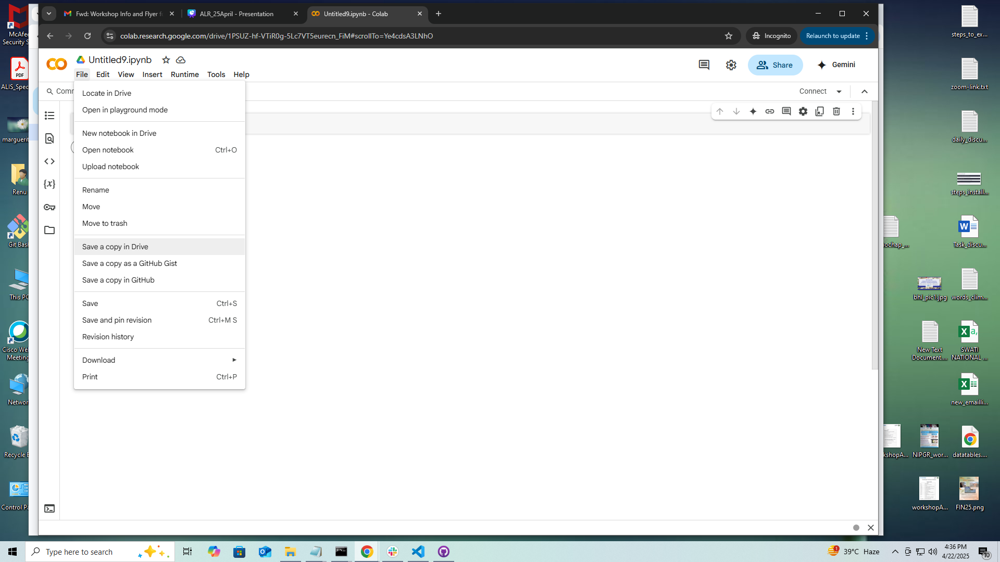 Fwd: Workshop Info and Flyer f
ALR_25April - Presentation
Untitled9.ipynb - Colab
colab.research.google.com/drive/1PSUZ-hf-VTiR0g-5Lc7VT5eurecn_FiM#scrollTo=Ye4cdsA3LNhO
Incognito
Relaunch to update
Untitled9.ipynb
File Edit View Insert Runtime Tools Help
Share
Gemini
Comm
Connect
Locate in Drive
Open in playground mode
New notebook in Drive
Open notebook Ctrl+O
Upload notebook
Rename
Move
Move to trash
Save a copy in Drive
Save a copy as a GitHub Gist
Save a copy in GitHub
Save Ctrl+S
Save and pin revision Ctrl+M S
Revision history
Download
Print Ctrl+P
McAfee
Security S
PDF
ALIS_Spec
marguerit
Renu
Git Bash
This PC
Cisco We
Meeting
Network
Recycle B
Control Pa
steps_to_ex...
zoom-link.txt
daily_discu...
steps_install...
ochap_...
Task_discu...
bhl_pic1.jpg
words_clim...
New Text
Document....
SWATI
NATIONAL ...
new_emailli...
kshopA...
NIPGR_wor...
datatables....
workshopA...
FIN25.png
Type here to search
1
39°C Haze
4:36 PM
4/22/2025
10